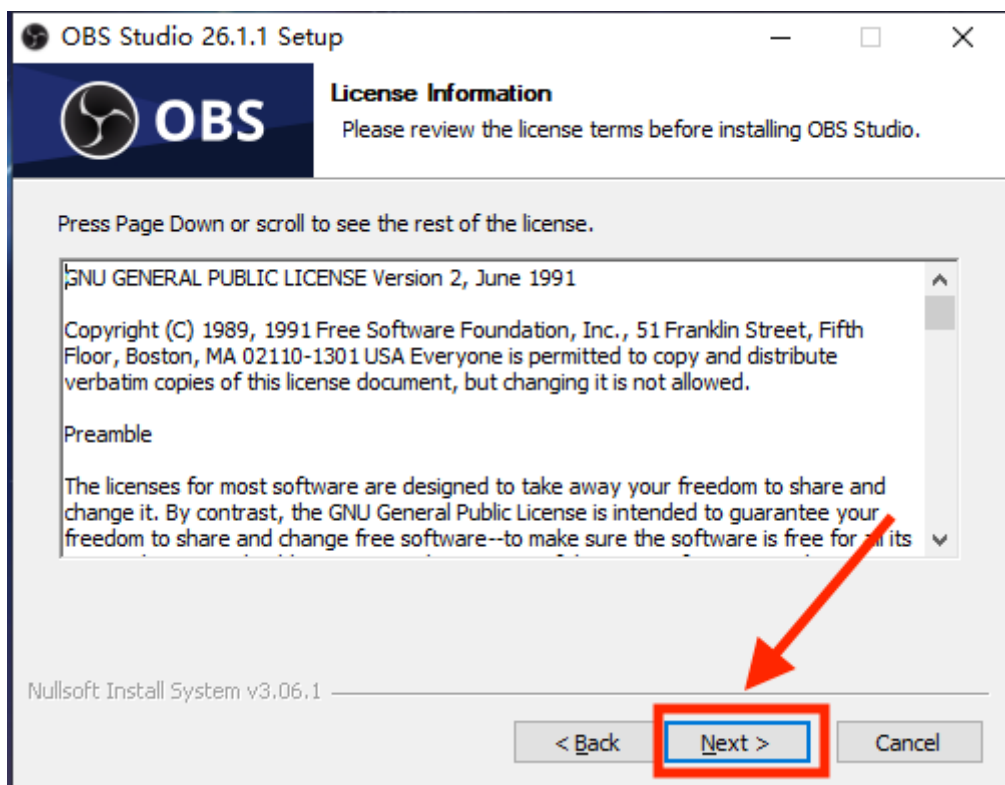 OBS Studio 26.1.1 Setup
OBS
License Information
Please review the license terms before installing OBS Studio.
Press Page Down or scroll to see the rest of the license.
GNU GENERAL PUBLIC LICENSE Version 2, June 1991
Copyright (C) 1989, 1991 Free Software Foundation, Inc., 51 Franklin Street, Fifth
Floor, Boston, MA 02110-1301 USA Everyone is permitted to copy and distribute
verbatim copies of this license document, but changing it is not allowed.
Preamble
The licenses for most software are designed to take away your freedom to share and
change it. By contrast, the GNU General Public License is intended to guarantee your
freedom to share and change free software--to make sure the software is free for all its
Nullsoft Install System v3.06.1
< Back
Next >
Cancel